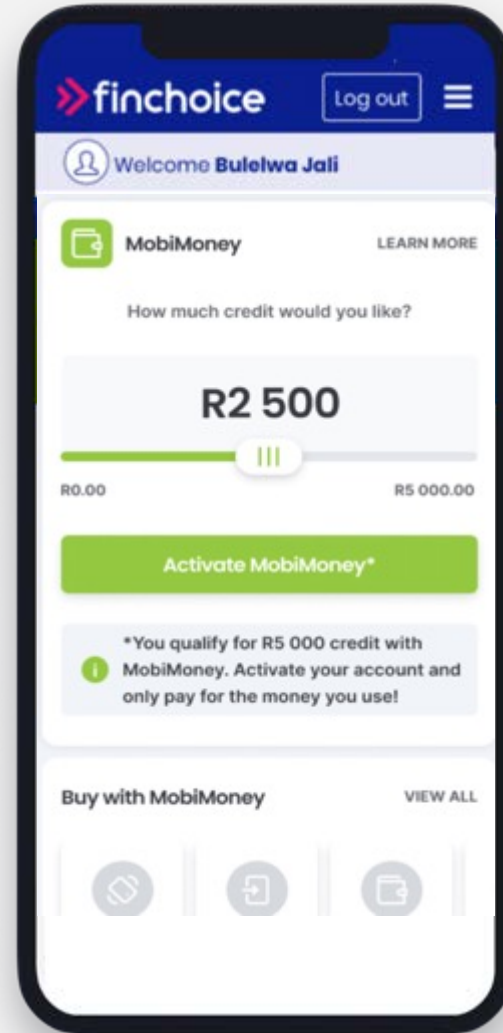 finchoice
Log out
Welcome Bulelwa Jali
MobiMoney
LEARN MORE
How much credit would you like?
R2 500
R0.00
R5 000.00
Activate MobiMoney*
*You qualify for R5 000 credit with
MobiMoney. Activate your account and
only pay for the money you use!
Buy with MobiMoney
VIEW ALL